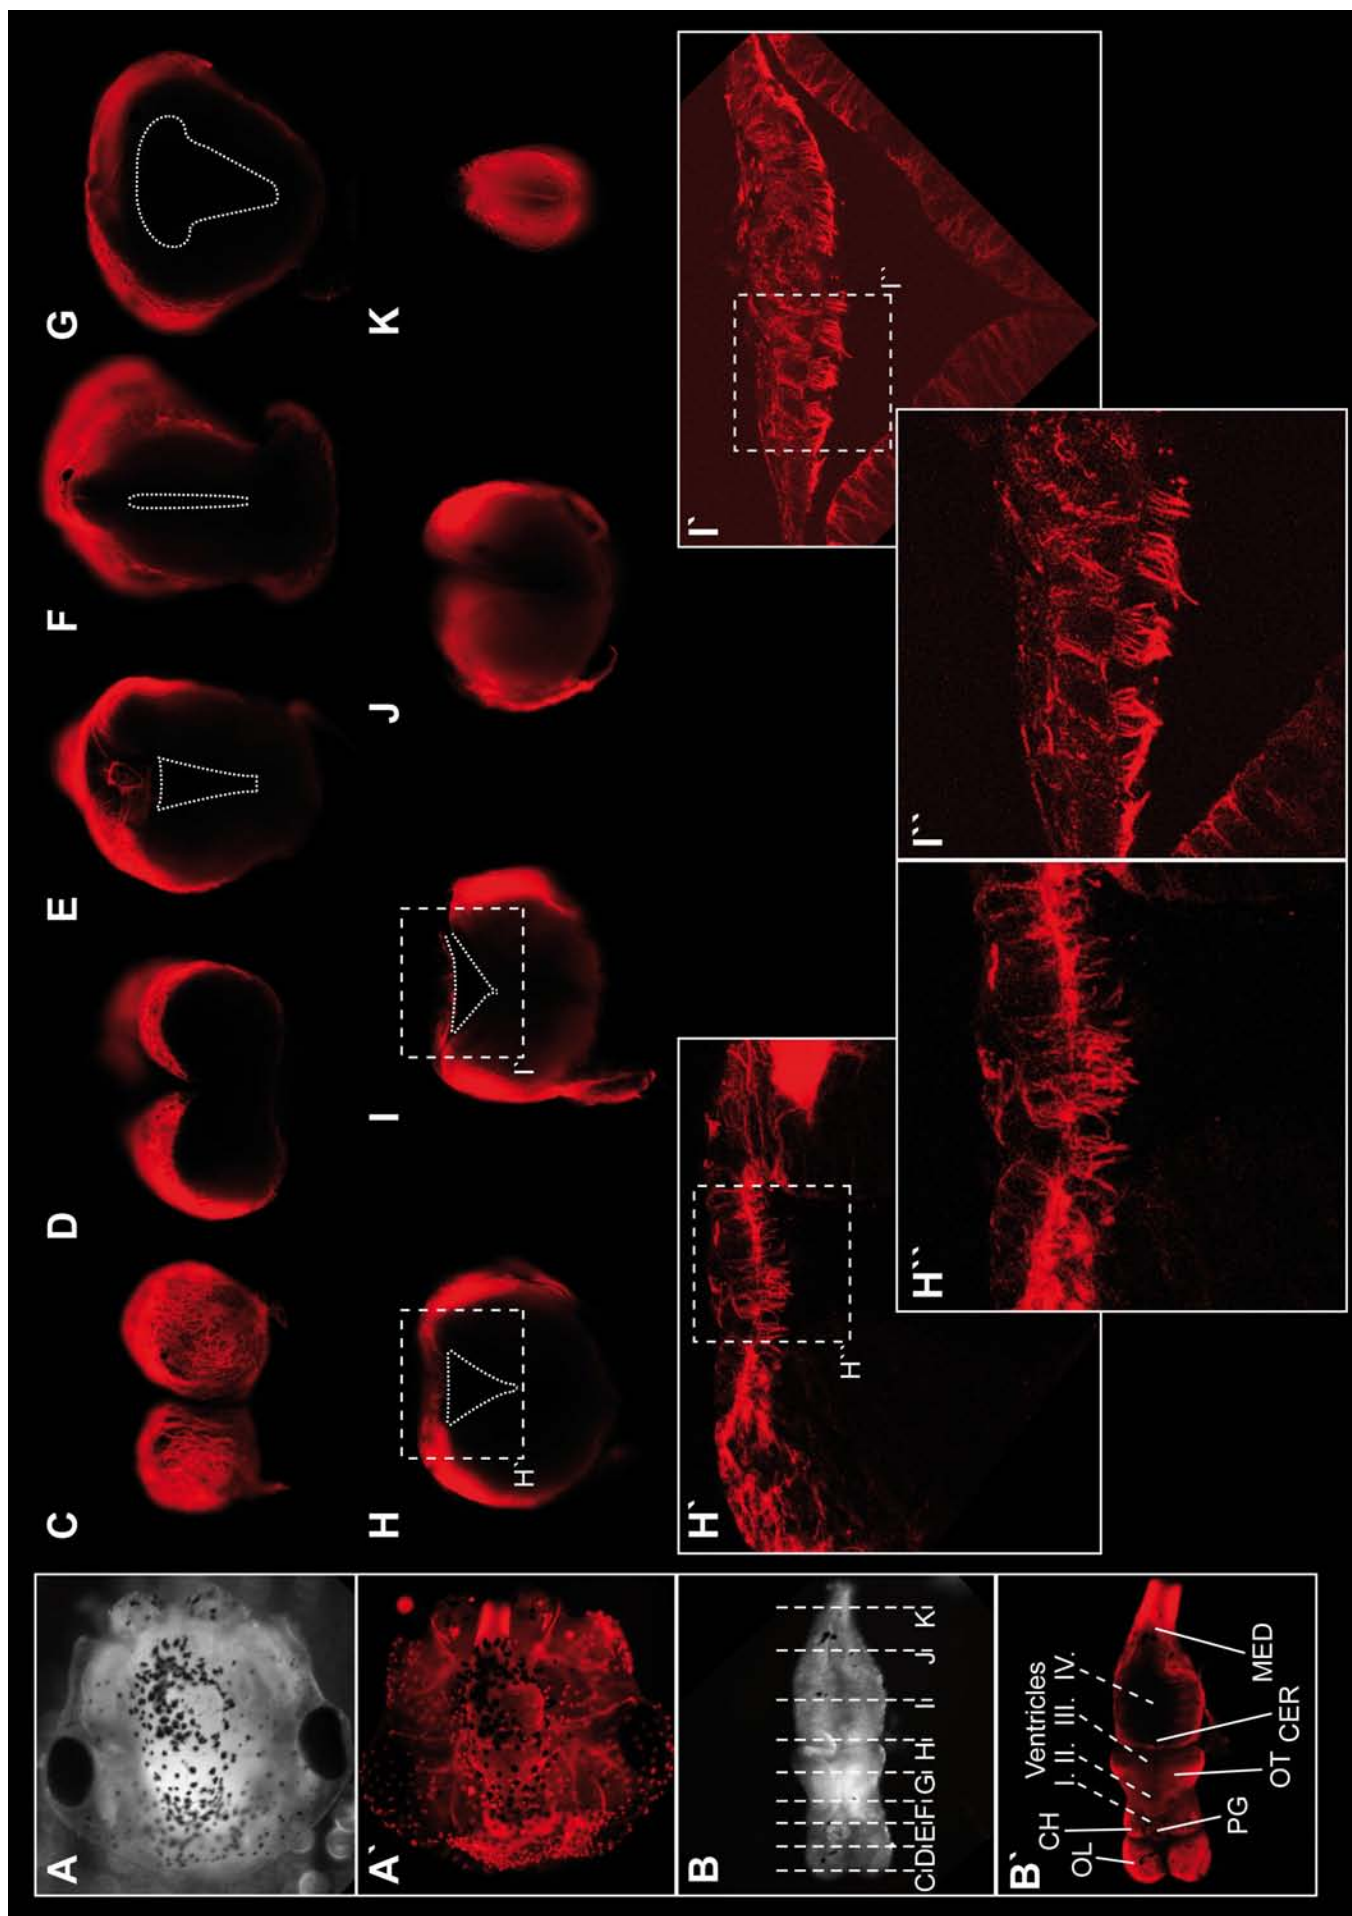 A
A`
B
C D E F G H I J K
B`
OL
CH
Ventricles
I. II. III. IV.
PG
OT
CER
MED
C
D
E
F
G
H
H`
I
I`
J
K
H`
H``
I`
I``
H``
I``